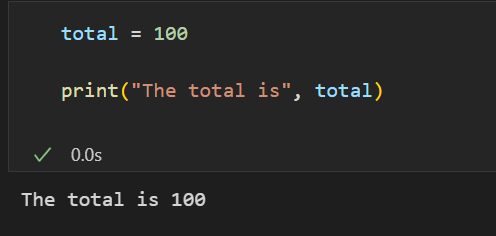 total = 100
print("The total is", total)
0.0s
The total is 100